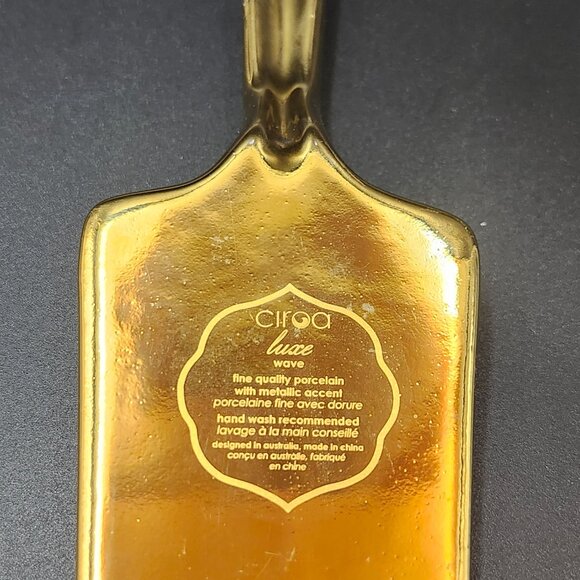 ciroa
luxe
wave
fine quality porcelain
with metallic accent
porcelaine fine avec dorure
hand wash recommended
lavage à la main conseillé
designed in australia, made in china
conçu en australie, fabriqué
en chine